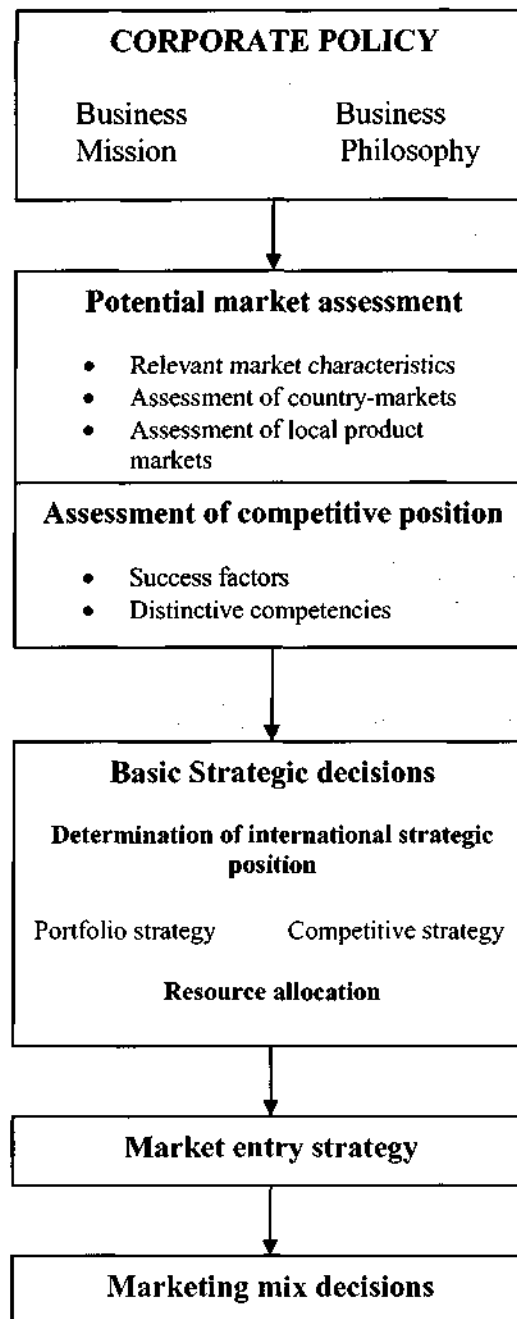 CORPORATE POLICY
Business Business
Mission Philosophy
Potential market assessment
• Relevant market characteristics
• Assessment of country-markets
• Assessment of local product
markets
Assessment of competitive position
• Success factors
• Distinctive competencies
Basic Strategic decisions
Determination of international strategic
position
Portfolio strategy Competitive strategy
Resource allocation
Market entry strategy
Marketing mix decisions